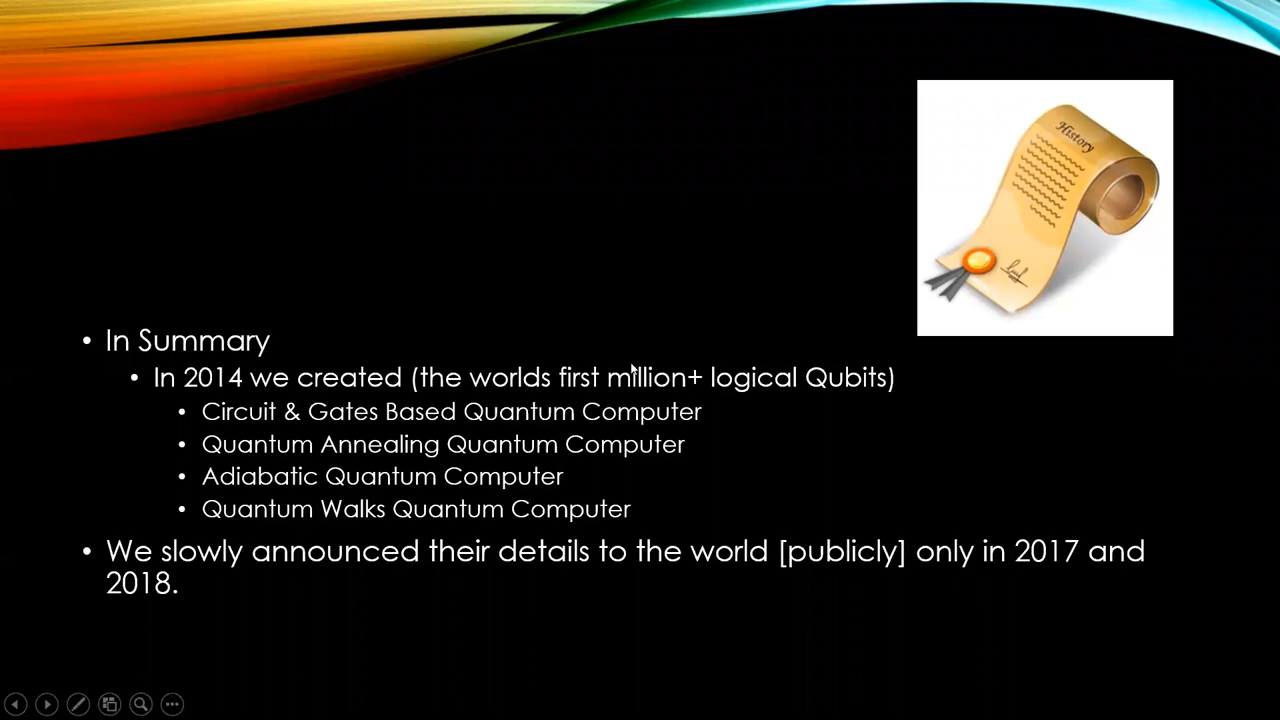 History
• In Summary
• In 2014 we created (the worlds first million+ logical Qubits)
• Circuit & Gates Based Quantum Computer
• Quantum Annealing Quantum Computer
• Adiabatic Quantum Computer
• Quantum Walks Quantum Computer
• We slowly announced their details to the world [publicly] only in 2017 and
2018.